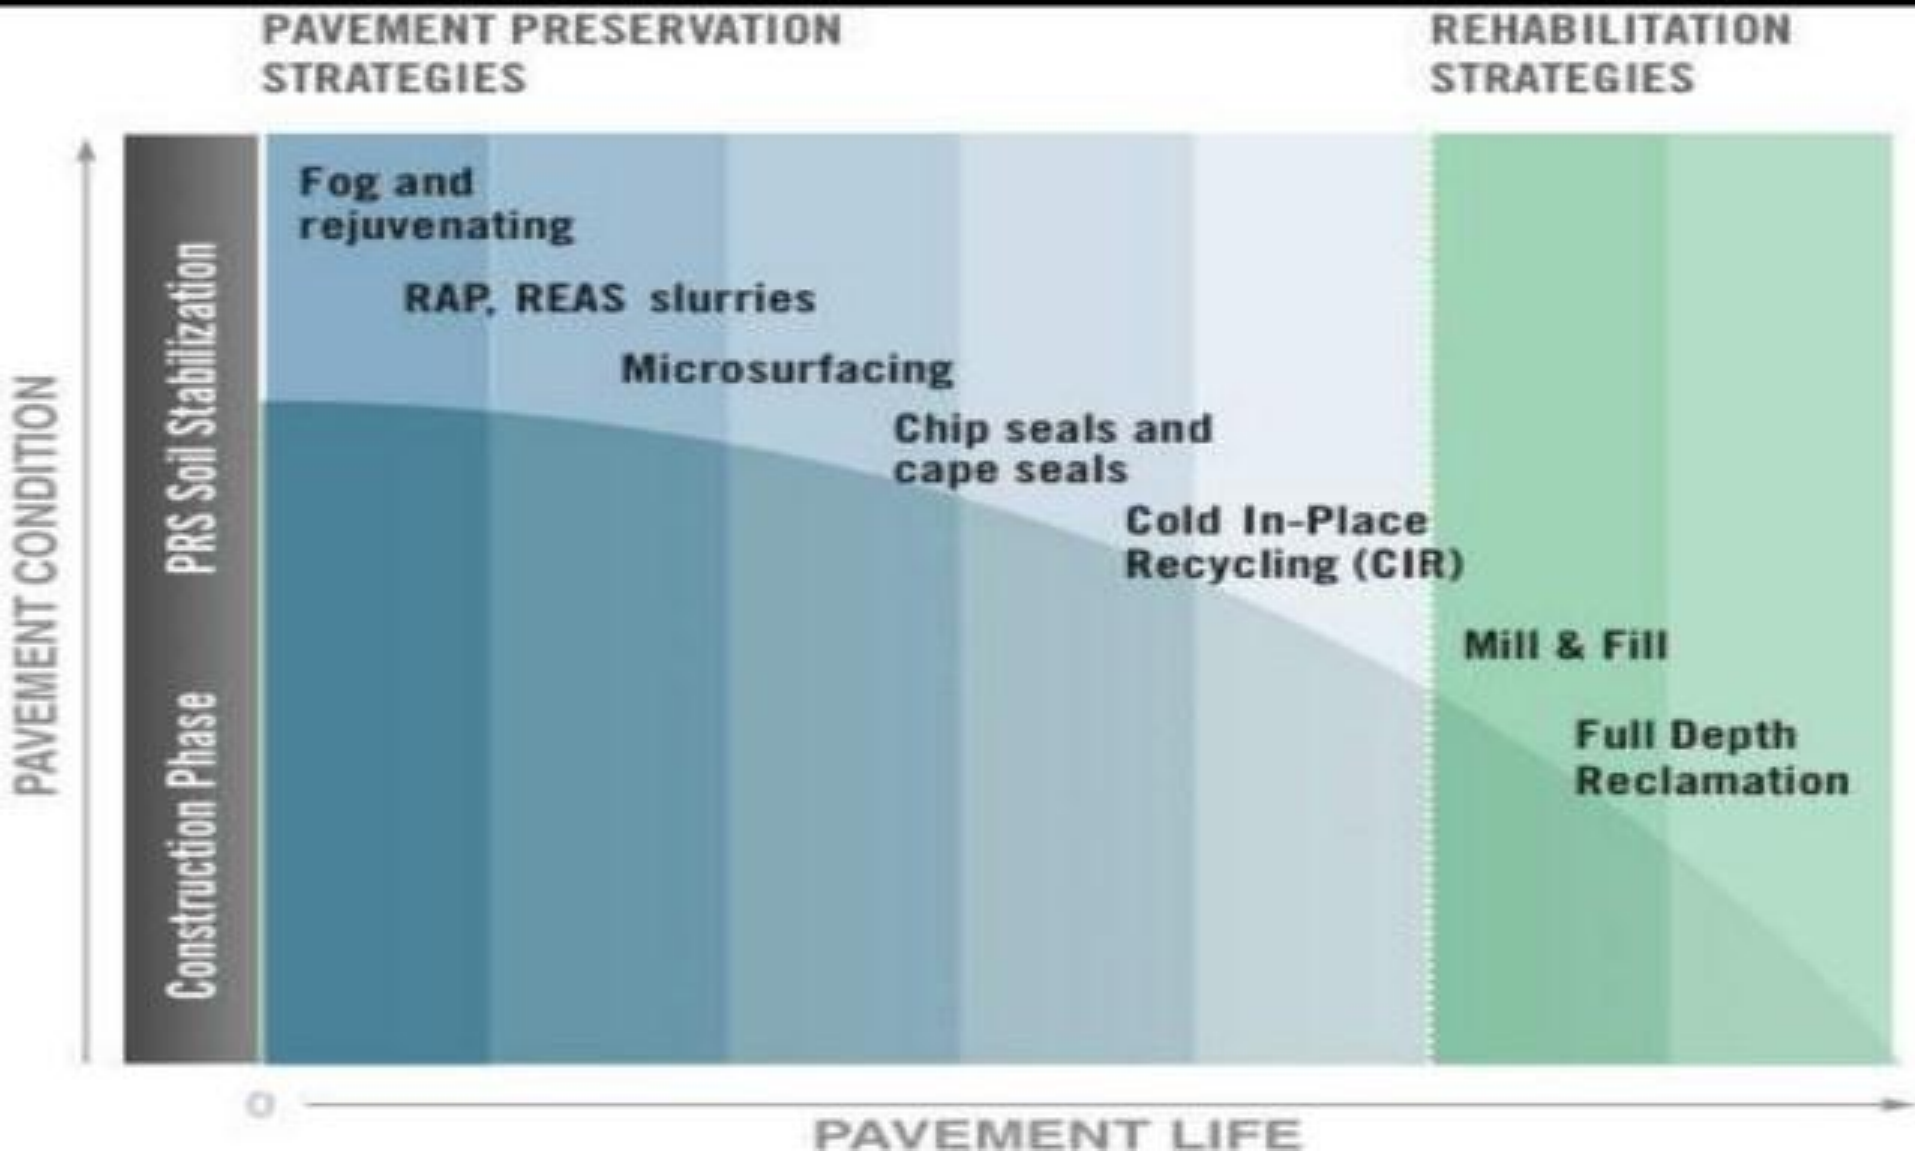 PAVEMENT PRESERVATION
STRATEGIES
REHABILITATION
STRATEGIES
PAVEMENT CONDITION
PRS Soil Stabilization
Construction Phase
Fog and
rejuvenating
RAP, REAS slurries
Microsurfacing
Chip seals and
cape seals
Cold In-Place
Recycling (CIR)
Mill & Fill
Full Depth
Reclamation
0
PAVEMENT LIFE